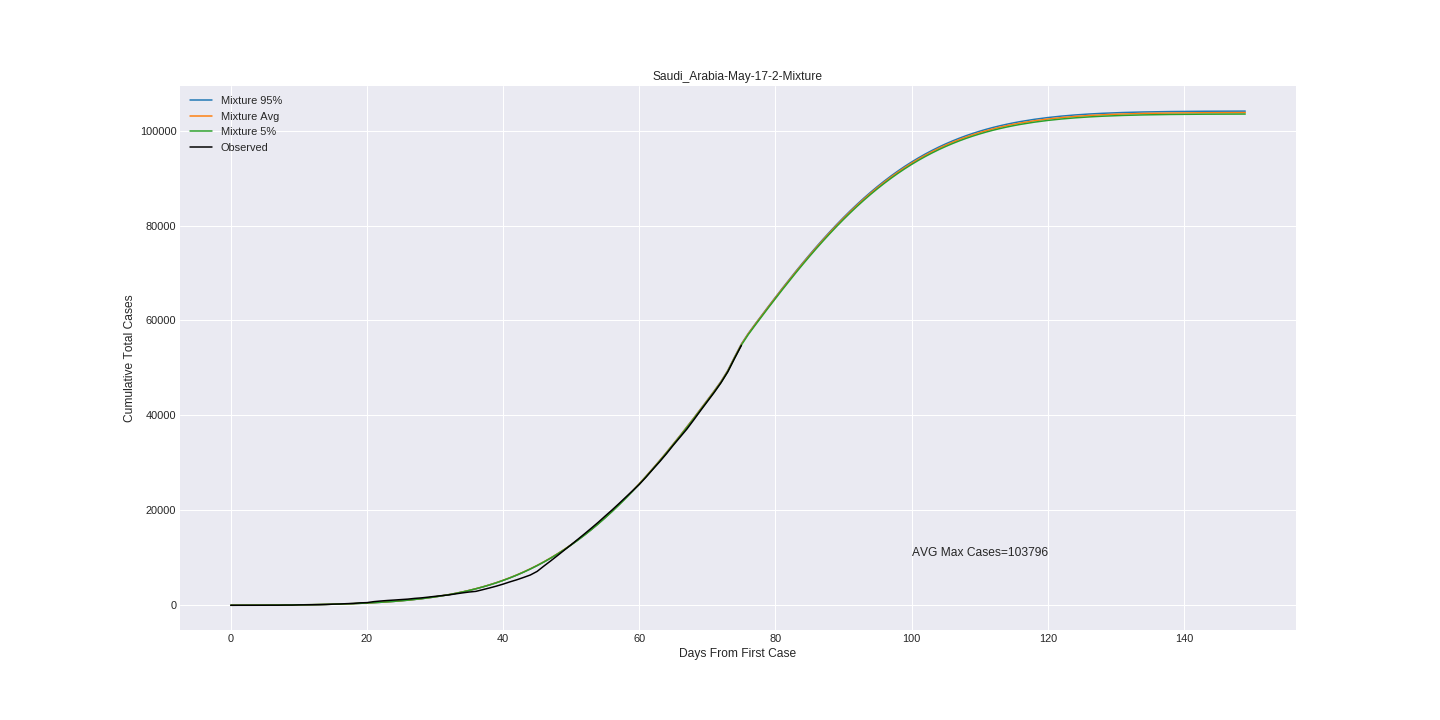 Saudi_Arabia-May-17-2-Mixture
Mixture 95%
Mixture Avg
Mixture 5%
Observed
100000
80000
60000
40000
20000
0
Cumulative Total Cases
AVG Max Cases=103796
0 20 40 60 80 100 120 140
Days From First Case